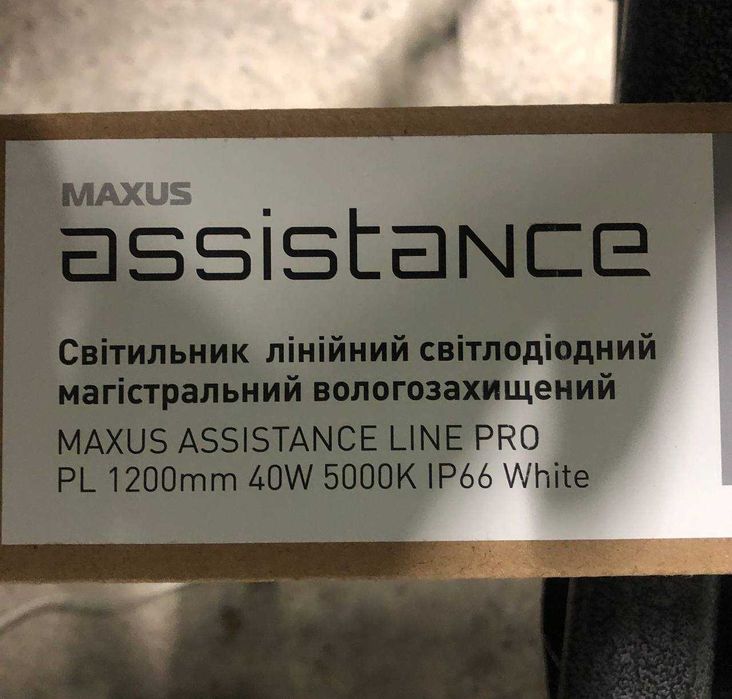 MAXUS
assistance
Світильник лінійний світлодіодний
магістральний вологозахищений
MAXUS ASSISTANCE LINE PRO
PL 1200mm 40W 5000K IP66 White